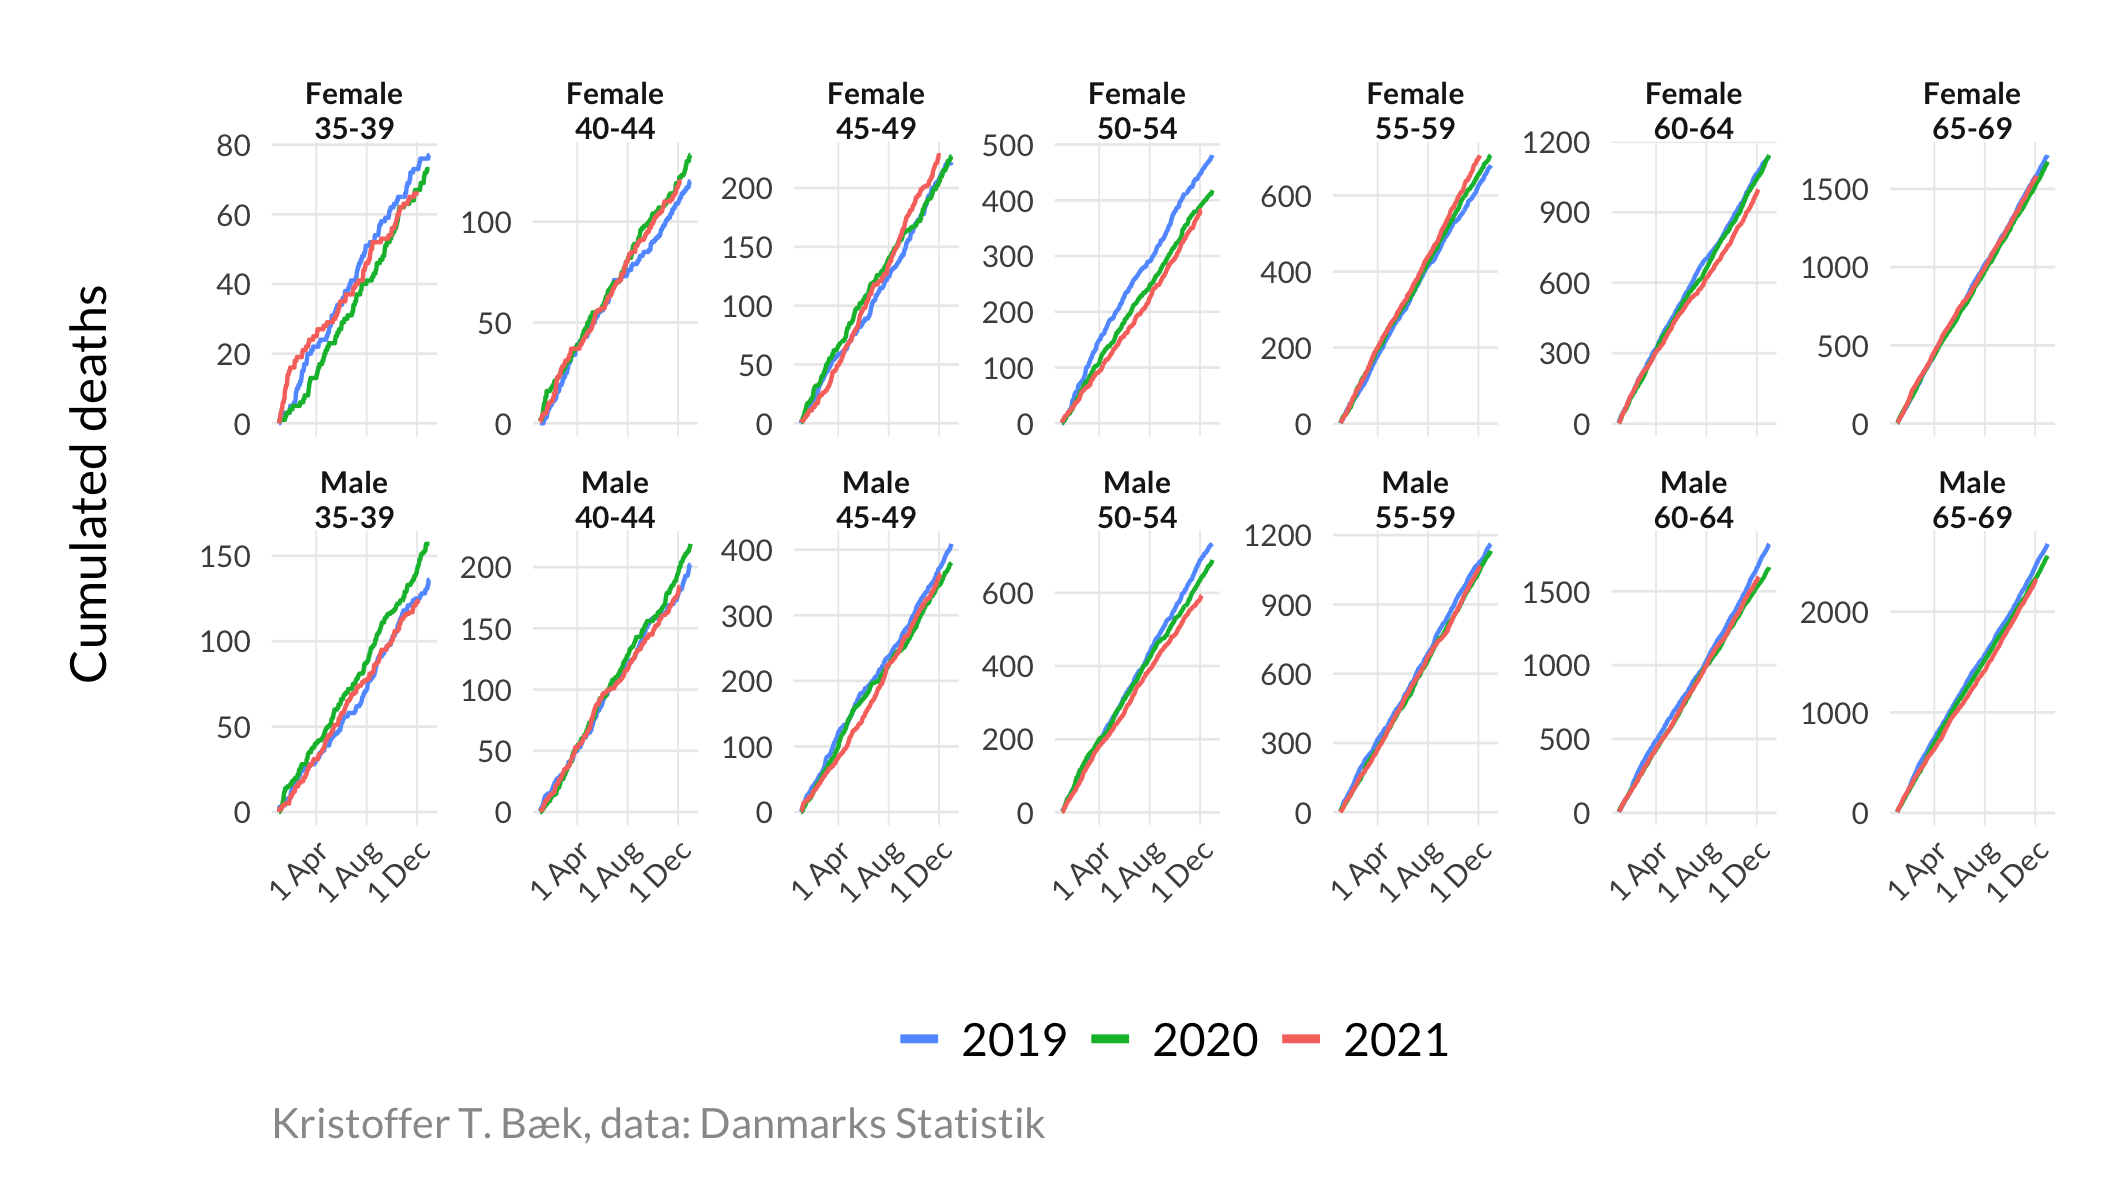 Cumulated deaths
Female
35-39
80
60
40
20
0
Female
40-44
100
50
0
Female
45-49
200
150
100
50
0
Female
50-54
500
400
300
200
100
0
Female
55-59
600
400
200
0
Female
60-64
1200
900
600
300
0
Female
65-69
1500
1000
500
0
Male
35-39
150
100
50
0
1 Apr
1 Aug
1 Dec
Male
40-44
200
150
100
50
0
1 Apr
1 Aug
1 Dec
Male
45-49
400
300
200
100
0
1 Apr
1 Aug
1 Dec
Male
50-54
600
400
200
0
1 Apr
1 Aug
1 Dec
Male
55-59
1200
900
600
300
0
1 Apr
1 Aug
1 Dec
Male
60-64
1500
1000
500
0
1 Apr
1 Aug
1 Dec
Male
65-69
2000
1000
0
1 Apr
1 Aug
1 Dec
2019 2020 2021
Kristoffer T. Bæk, data: Danmarks Statistik